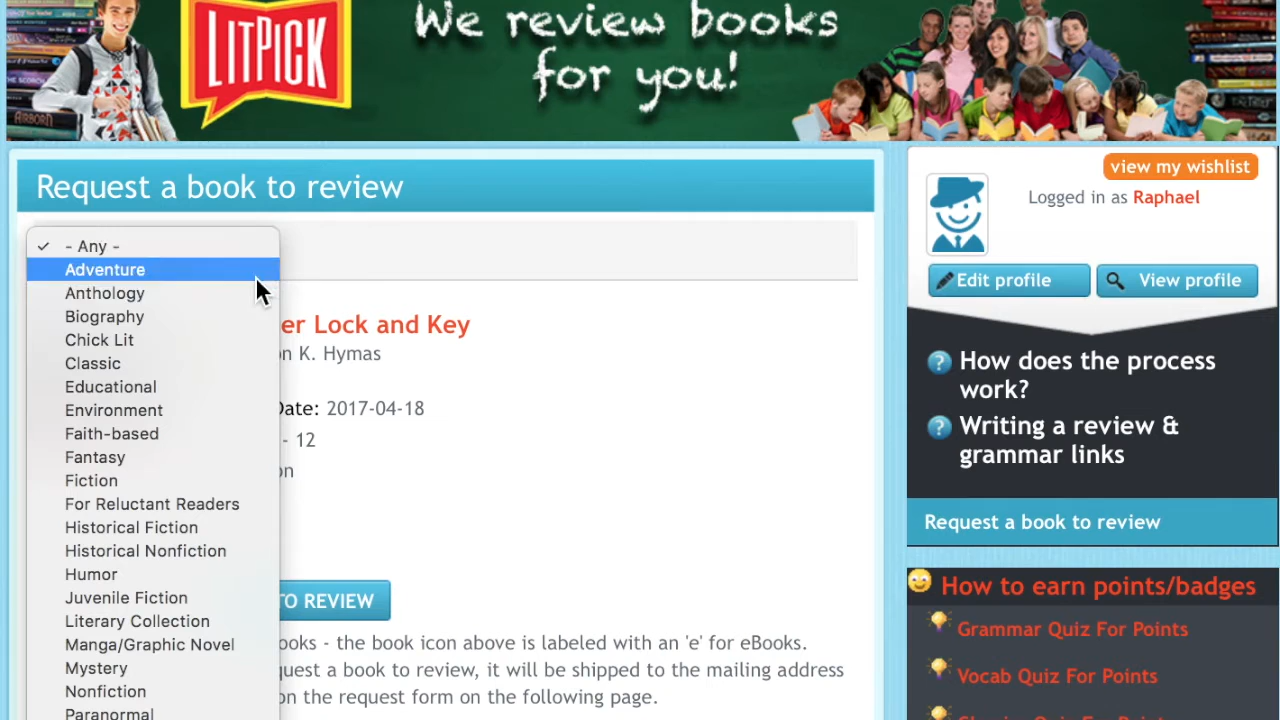 LITPICK
We review books
for you!
AIRBORN
Request a book to review
✓ - Any -
Adventure
Anthology
Biography
Chick Lit
Classic
Educational
Environment
Faith-based
Fantasy
Fiction
For Reluctant Readers
Historical Fiction
Historical Nonfiction
Humor
Juvenile Fiction
Literary Collection
Manga/Graphic Novel
Mystery
Nonfiction
Paranormal
er Lock and Key
on K. Hymas
Date: 2017-04-18
- 12
on
TO REVIEW
ooks - the book icon above is labeled with an 'e' for eBooks.
quest a book to review, it will be shipped to the mailing address
on the request form on the following page.
view my wishlist
Logged in as Raphael
Edit profile
View profile
? How does the process
work?
? Writing a review &
grammar links
Request a book to review
How to earn points/badges
Grammar Quiz For Points
Vocab Quiz For Points